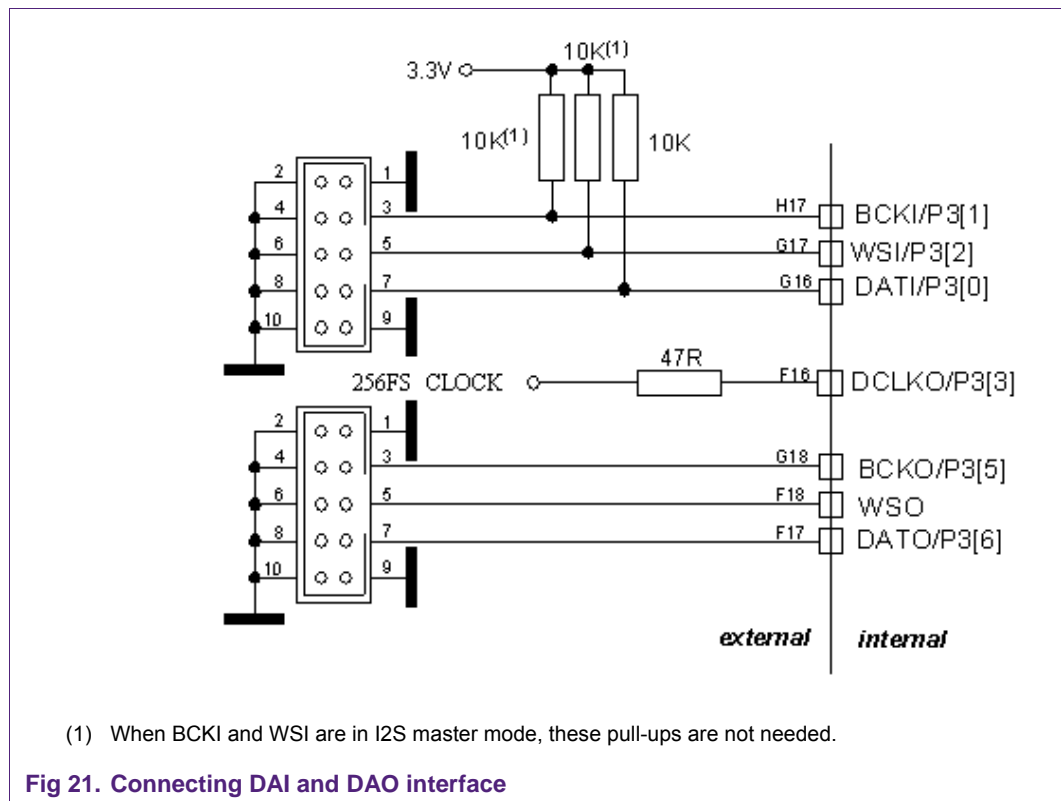 10K(1)
3.3V
10K(1)
10K
2
1
4
3
6
5
8
7
10
9
H17
BCKI/P3[1]
G17
WSI/P3[2]
G16
DATI/P3[0]
47R
256FS CLOCK
F16
DCLKO/P3[3]
2
1
4
3
6
5
8
7
10
9
G18
BCKO/P3[5]
F18
WSO
F17
DATO/P3[6]
external
internal
(1) When BCKI and WSI are in I2S master mode, these pull-ups are not needed.
Fig 21. Connecting DAI and DAO interface